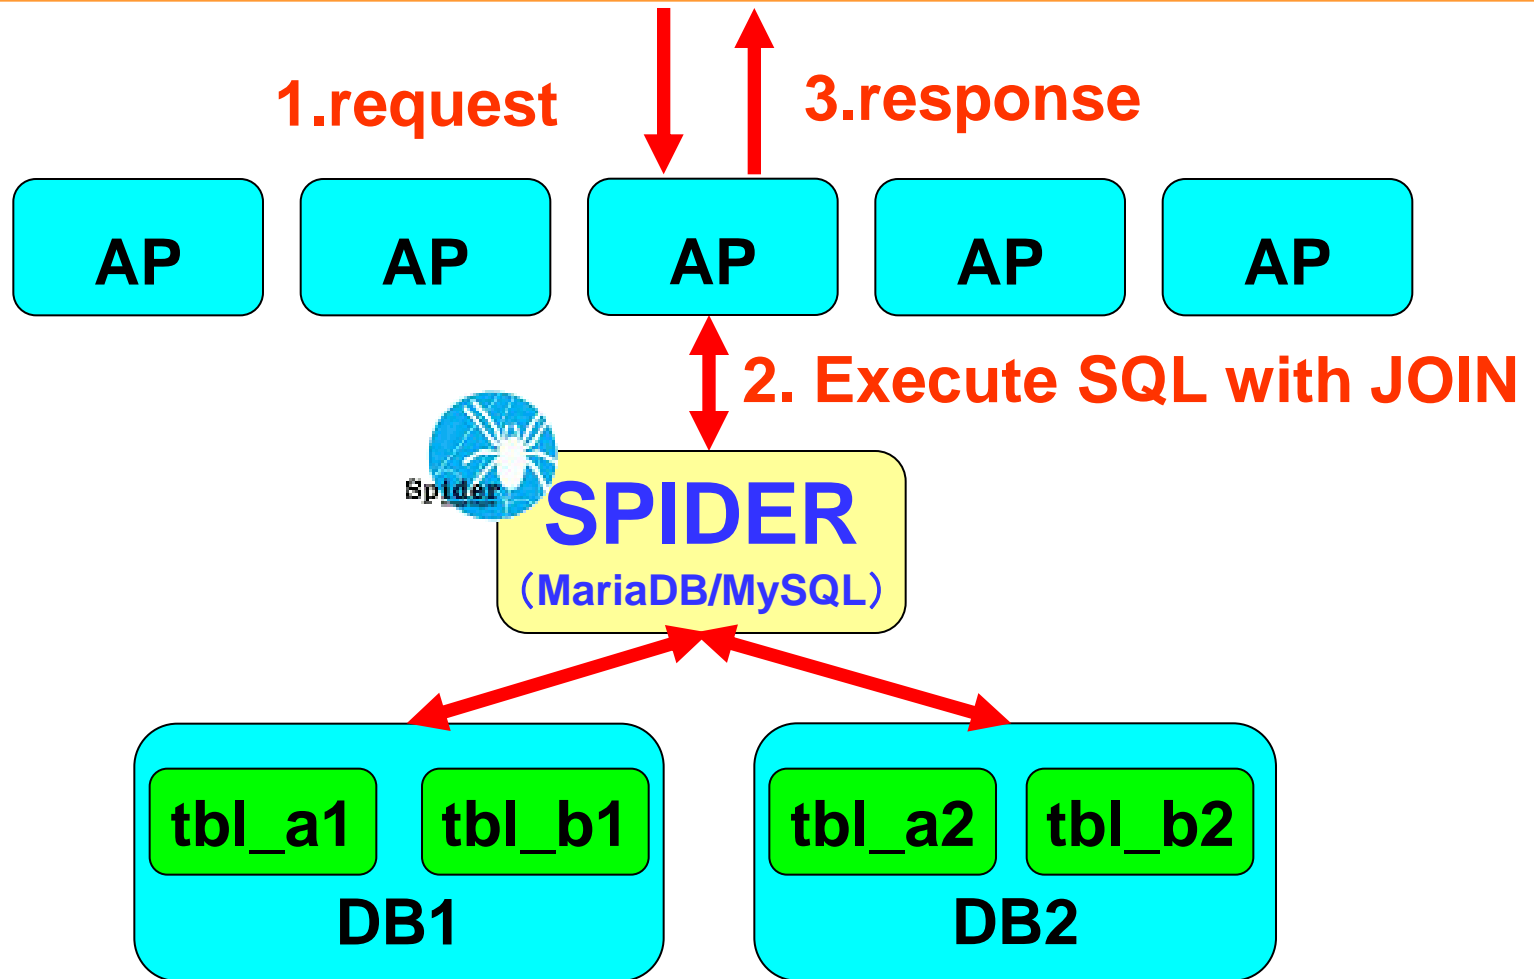 1.request
3.response
AP
AP
AP
AP
AP
2. Execute SQL with JOIN
Spider
SPIDER
（MariaDB/MySQL）
tbl_a1
tbl_b1
tbl_a2
tbl_b2
DB1
DB2